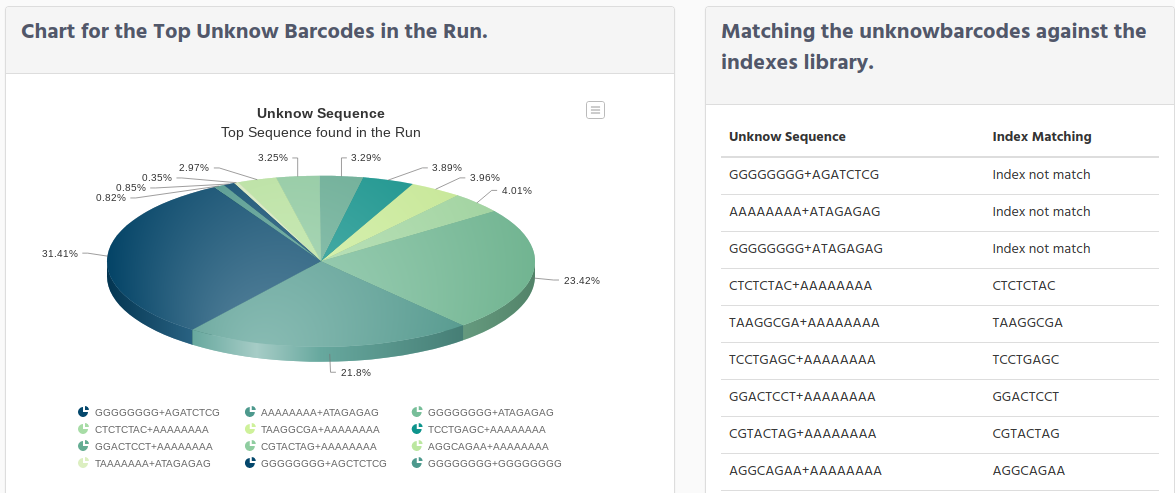 Chart for the Top Unknow Barcodes in the Run.
Unknow Sequence
Top Sequence found in the Run
3.25%
3.29%
2.97%
3.89%
0.35%
3.96%
0.85%
4.01%
0.82%
31.41%
23.42%
21.8%
GGGGGGGG+AGATCTCG AAAAAAAA+ATAGAGAG GGGGGGGG+ATAGAGAG
CTCTCTAC+AAAAAAAA TAAGGCGA+AAAAAAAA TCCTGAGC+AAAAAAAA
GGACTCCT+AAAAAAAA CGTACTAG+AAAAAAAA AGGCAGAA+AAAAAAAA
TAAAAAAA+ATAGAGAG GGGGGGGG+AGCTCTCG GGGGGGGG+GGGGGGGG
Matching the unknowbarcodes against the
indexes library.
Unknow Sequence Index Matching
GGGGGGGG+AGATCTCG Index not match
AAAAAAAA+ATAGAGAG Index not match
GGGGGGGG+ATAGAGAG Index not match
CTCTCTAC+AAAAAAAA CTCTCTAC
TAAGGCGA+AAAAAAAA TAAGGCGA
TCCTGAGC+AAAAAAAA TCCTGAGC
GGACTCCT+AAAAAAAA GGACTCCT
CGTACTAG+AAAAAAAA CGTACTAG
AGGCAGAA+AAAAAAAA AGGCAGAA